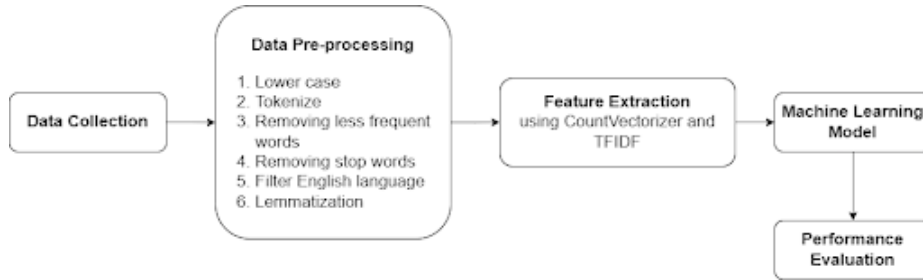 Data Collection
Data Pre-processing
1. Lower case
2. Tokenize
3. Removing less frequent
words
4. Removing stop words
5. Filter English language
6. Lemmatization
Feature Extraction
using CountVectorizer and
TFIDF
Machine Learning
Model
Performance
Evaluation